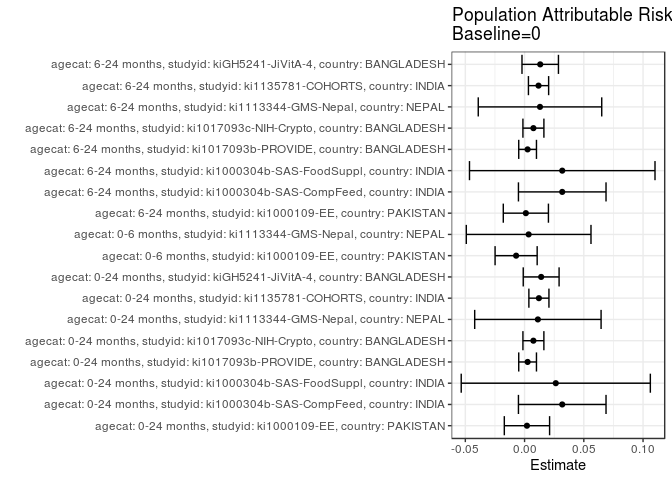 Population Attributable Risk
Baseline=0
agecat: 6-24 months, studyid: kiGH5241-JiVitA-4, country: BANGLADESH
agecat: 6-24 months, studyid: ki1135781-COHORTS, country: INDIA
agecat: 6-24 months, studyid: ki1113344-GMS-Nepal, country: NEPAL
agecat: 6-24 months, studyid: ki1017093c-NIH-Crypto, country: BANGLADESH
agecat: 6-24 months, studyid: ki1017093b-PROVIDE, country: BANGLADESH
agecat: 6-24 months, studyid: ki1000304b-SAS-FoodSuppl, country: INDIA
agecat: 6-24 months, studyid: ki1000304b-SAS-CompFeed, country: INDIA
agecat: 6-24 months, studyid: ki1000109-EE, country: PAKISTAN
agecat: 0-6 months, studyid: ki1113344-GMS-Nepal, country: NEPAL
agecat: 0-6 months, studyid: ki1000109-EE, country: PAKISTAN
agecat: 0-24 months, studyid: kiGH5241-JiVitA-4, country: BANGLADESH
agecat: 0-24 months, studyid: ki1135781-COHORTS, country: INDIA
agecat: 0-24 months, studyid: ki1113344-GMS-Nepal, country: NEPAL
agecat: 0-24 months, studyid: ki1017093c-NIH-Crypto, country: BANGLADESH
agecat: 0-24 months, studyid: ki1017093b-PROVIDE, country: BANGLADESH
agecat: 0-24 months, studyid: ki1000304b-SAS-FoodSuppl, country: INDIA
agecat: 0-24 months, studyid: ki1000304b-SAS-CompFeed, country: INDIA
agecat: 0-24 months, studyid: ki1000109-EE, country: PAKISTAN
-0.05 0.00 0.05 0.10
Estimate